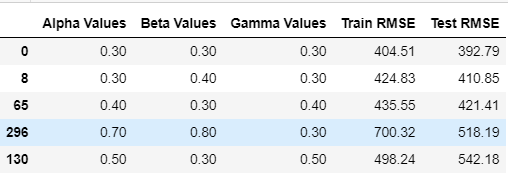 Alpha Values Beta Values Gamma Values Train RMSE Test RMSE
0 0.30 0.30 0.30 404.51 392.79
8 0.30 0.40 0.30 424.83 410.85
65 0.40 0.30 0.40 435.55 421.41
296 0.70 0.80 0.30 700.32 518.19
130 0.50 0.30 0.50 498.24 542.18